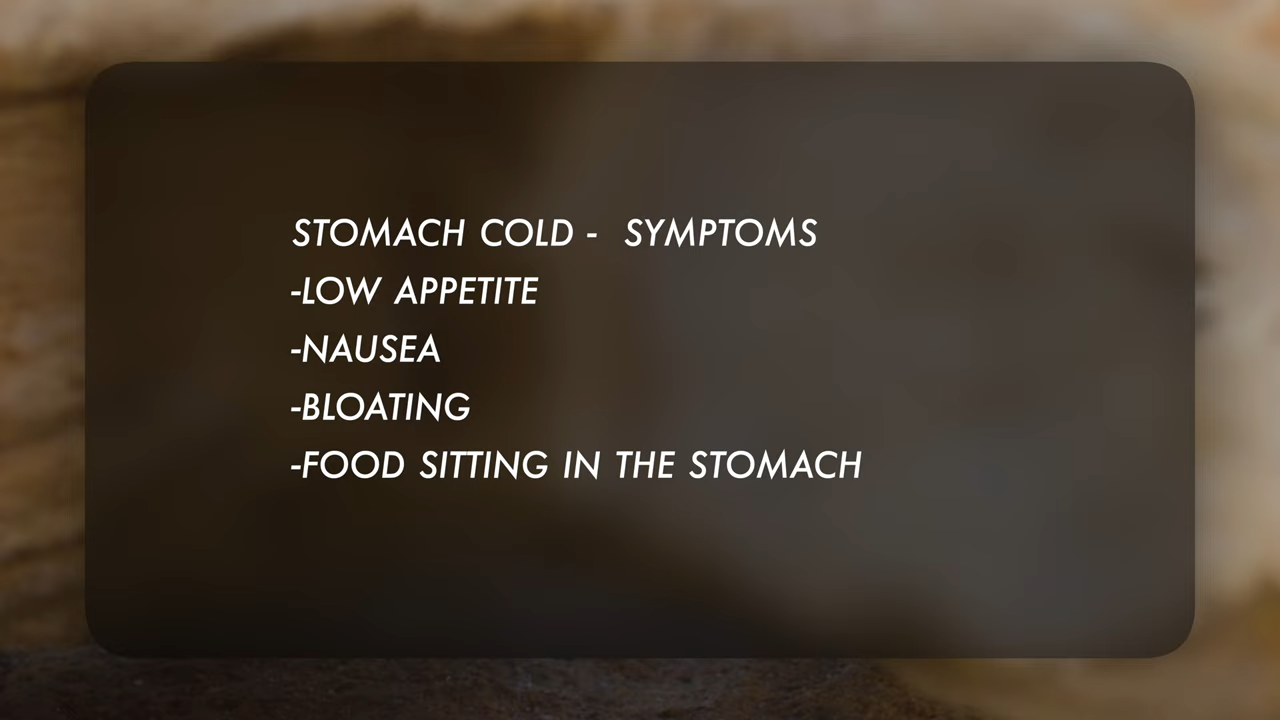 STOMACH COLD -  SYMPTOMS
-LOW APPETITE
-NAUSEA
-BLOATING
-FOOD SITTING IN THE STOMACH